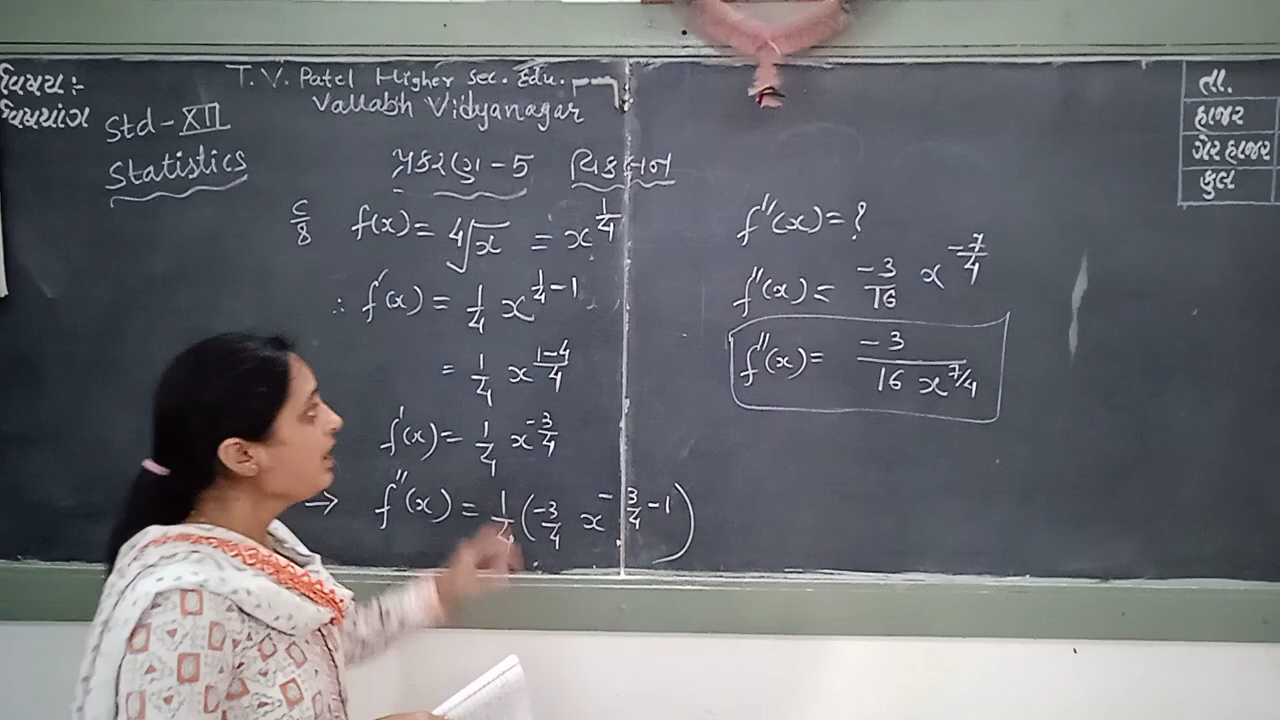 વિષય:-
વિષયાંગ
T. V. Patel Higher Sec. Edu.
Vallabh Vidyanagar
Std - XII
Statistics
પ્રકરણ - 5 વિકલન
C/8 f(x) = ⁴√x = x^(1/4)
∴ f'(x) = 1/4 x^(1/4 - 1)
= 1/4 x^((1-4)/4)
f'(x) = 1/4 x^(-3/4)
→ f''(x) = 1/4 (-3/4 x^(-3/4 - 1))
f''(x) = ?
f''(x) = -3/16 x^(-7/4)
f''(x) = -3/(16 x^(7/4))
તા.
હાજર
ગેરહાજર
કુલ